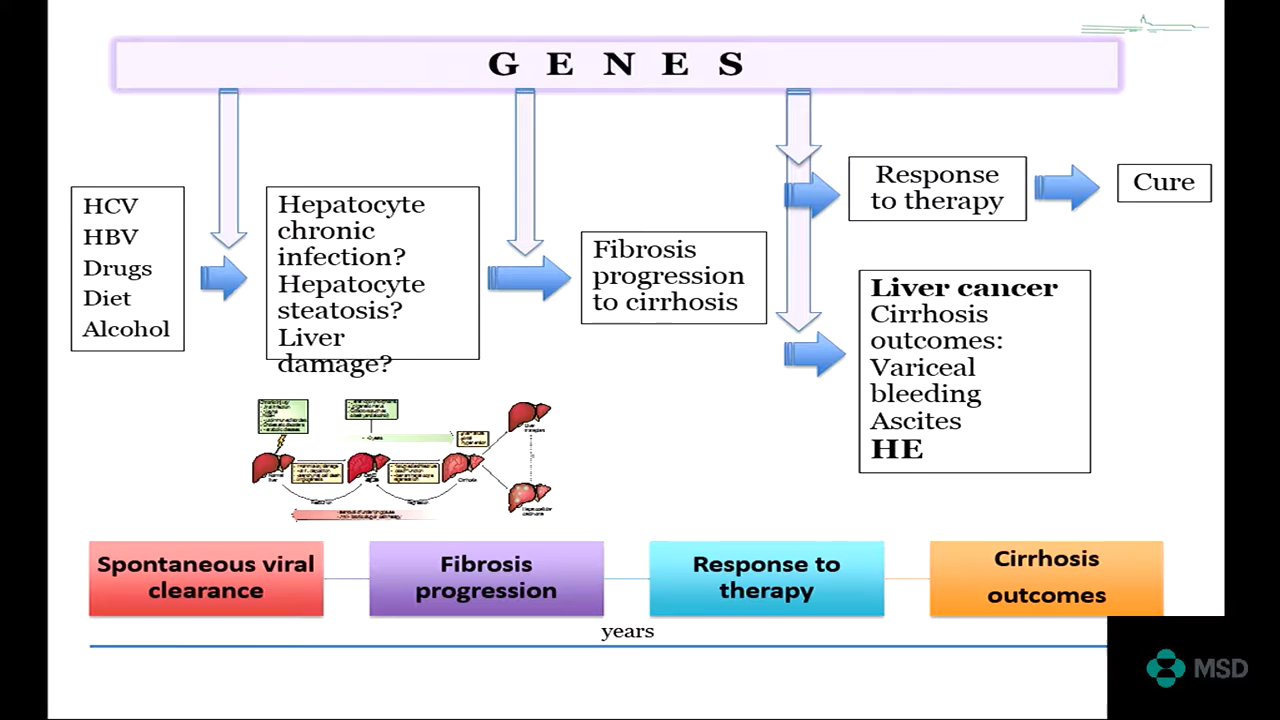 G E N E S
HCV
HBV
Drugs
Diet
Alcohol
Hepatocyte
chronic
infection?
Hepatocyte
steatosis?
Liver
damage?
Fibrosis
progression
to cirrhosis
Response
to therapy
Cure
Liver cancer
Cirrhosis
outcomes:
Variceal
bleeding
Ascites
HE
Spontaneous viral
clearance
Fibrosis
progression
Response to
therapy
Cirrhosis
outcomes
years
MSD